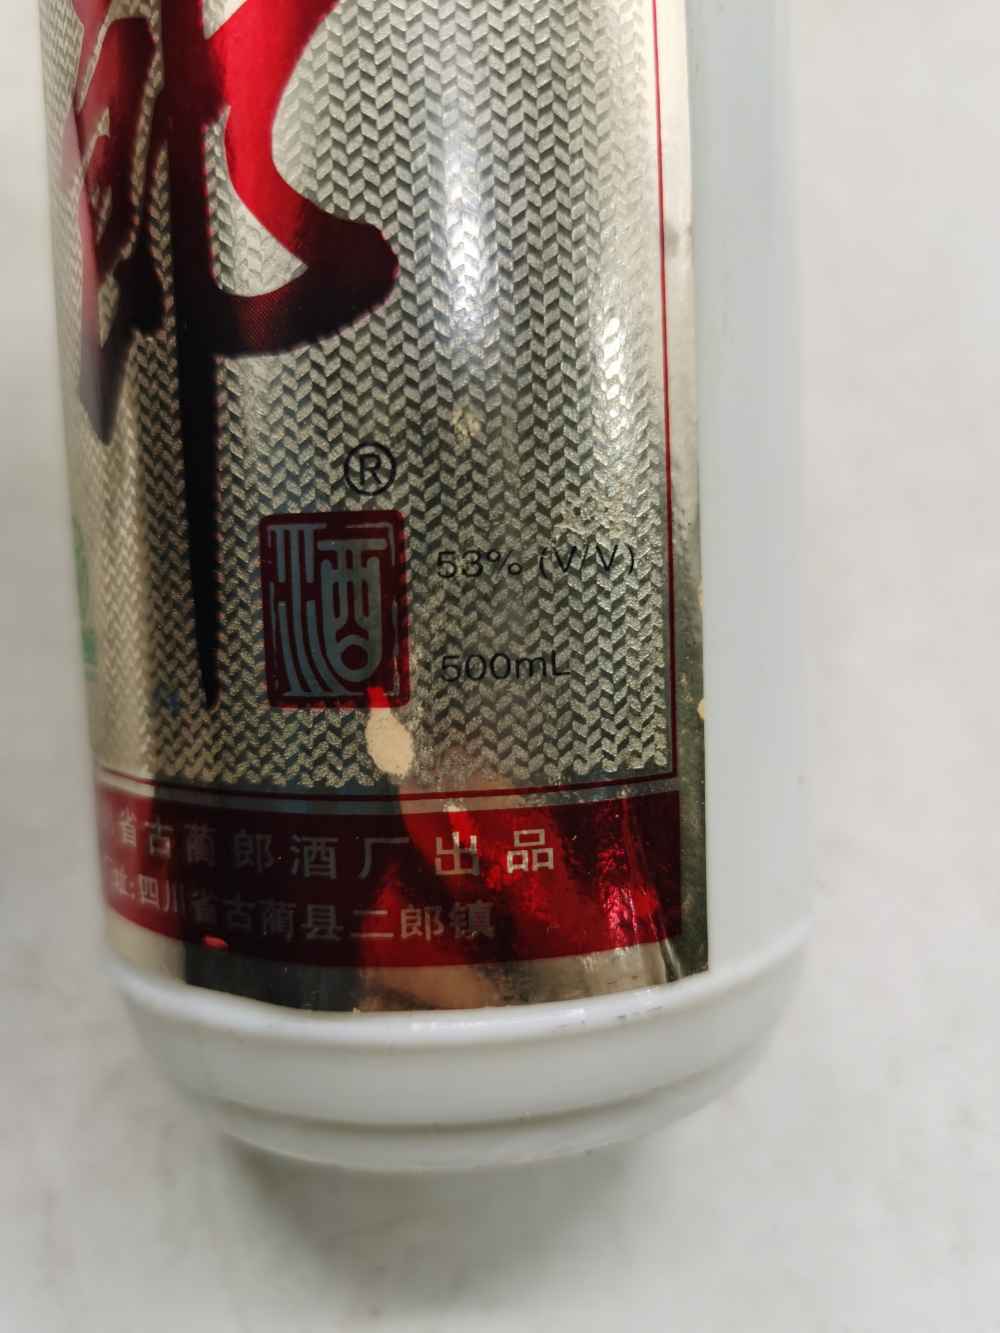 郎
®
酒
53% (V/V)
500mL
省古蔺郎酒厂出品
址:四川省古蔺县二郎镇